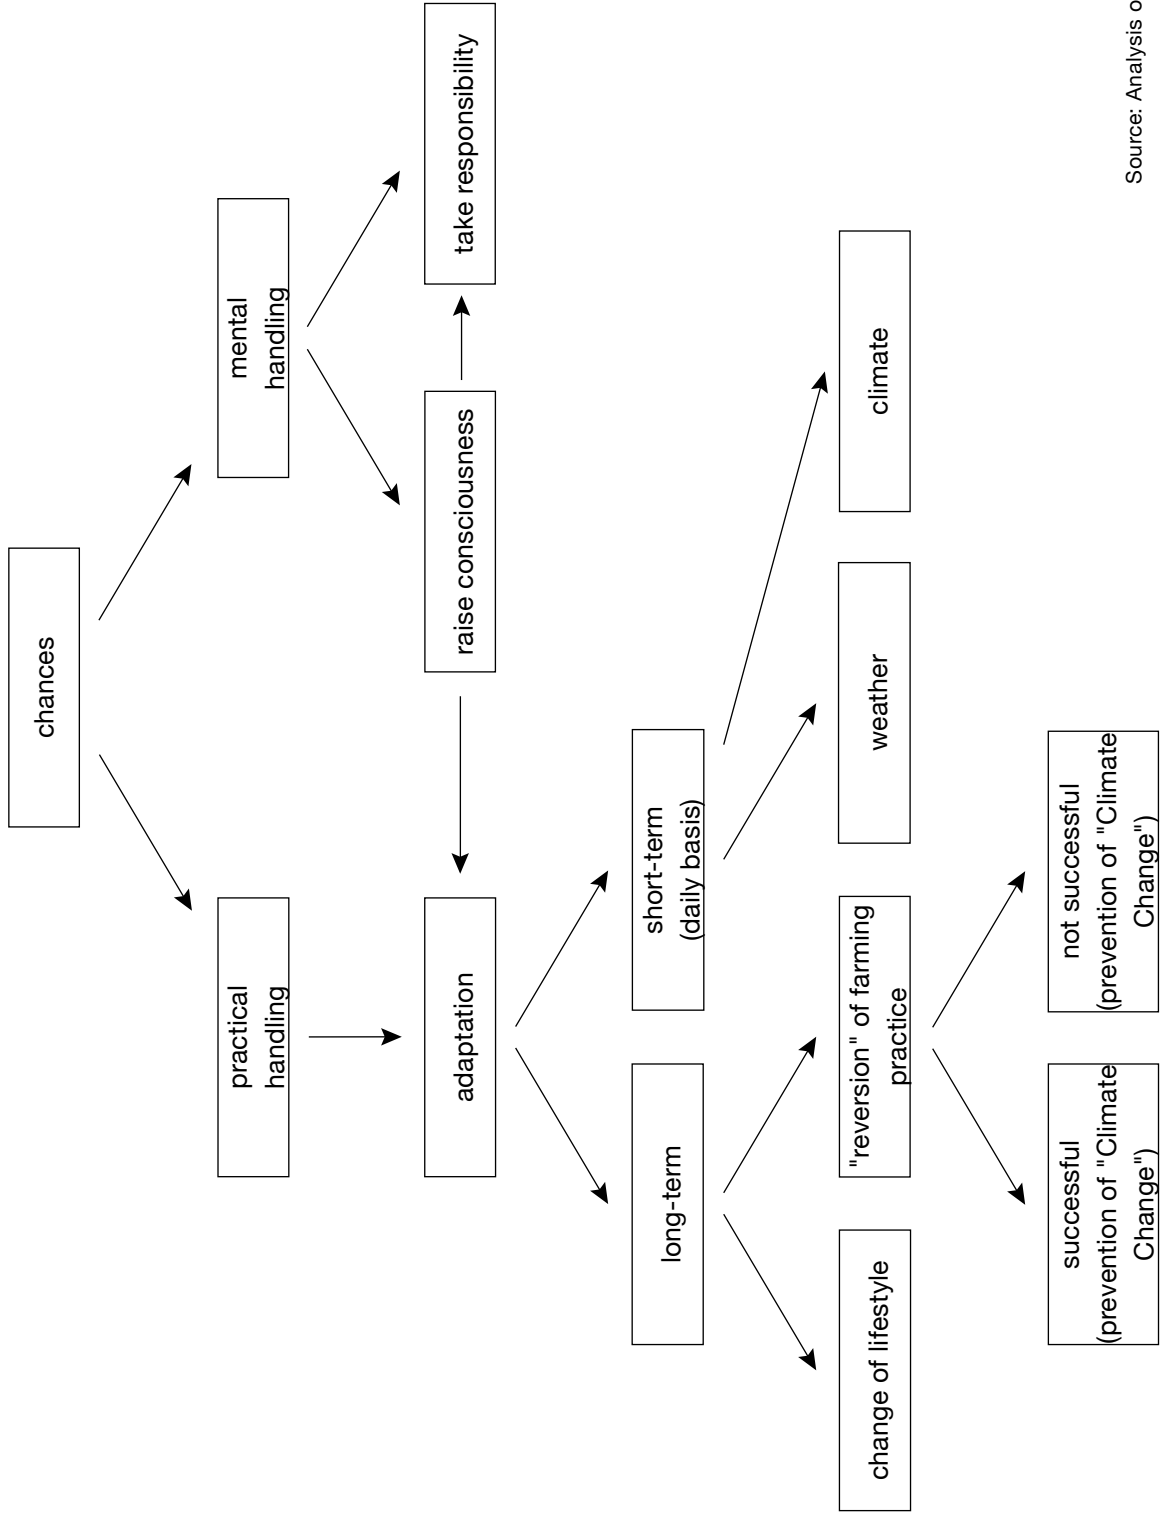 chances
practical
handling
mental
handling
adaptation
raise consciousness
take responsibility
long-term
short-term
(daily basis)
change of lifestyle
"reversion" of farming
practice
weather
climate
successful
(prevention of "Climate
Change")
not successful
(prevention of "Climate
Change")
Source: Analysis o